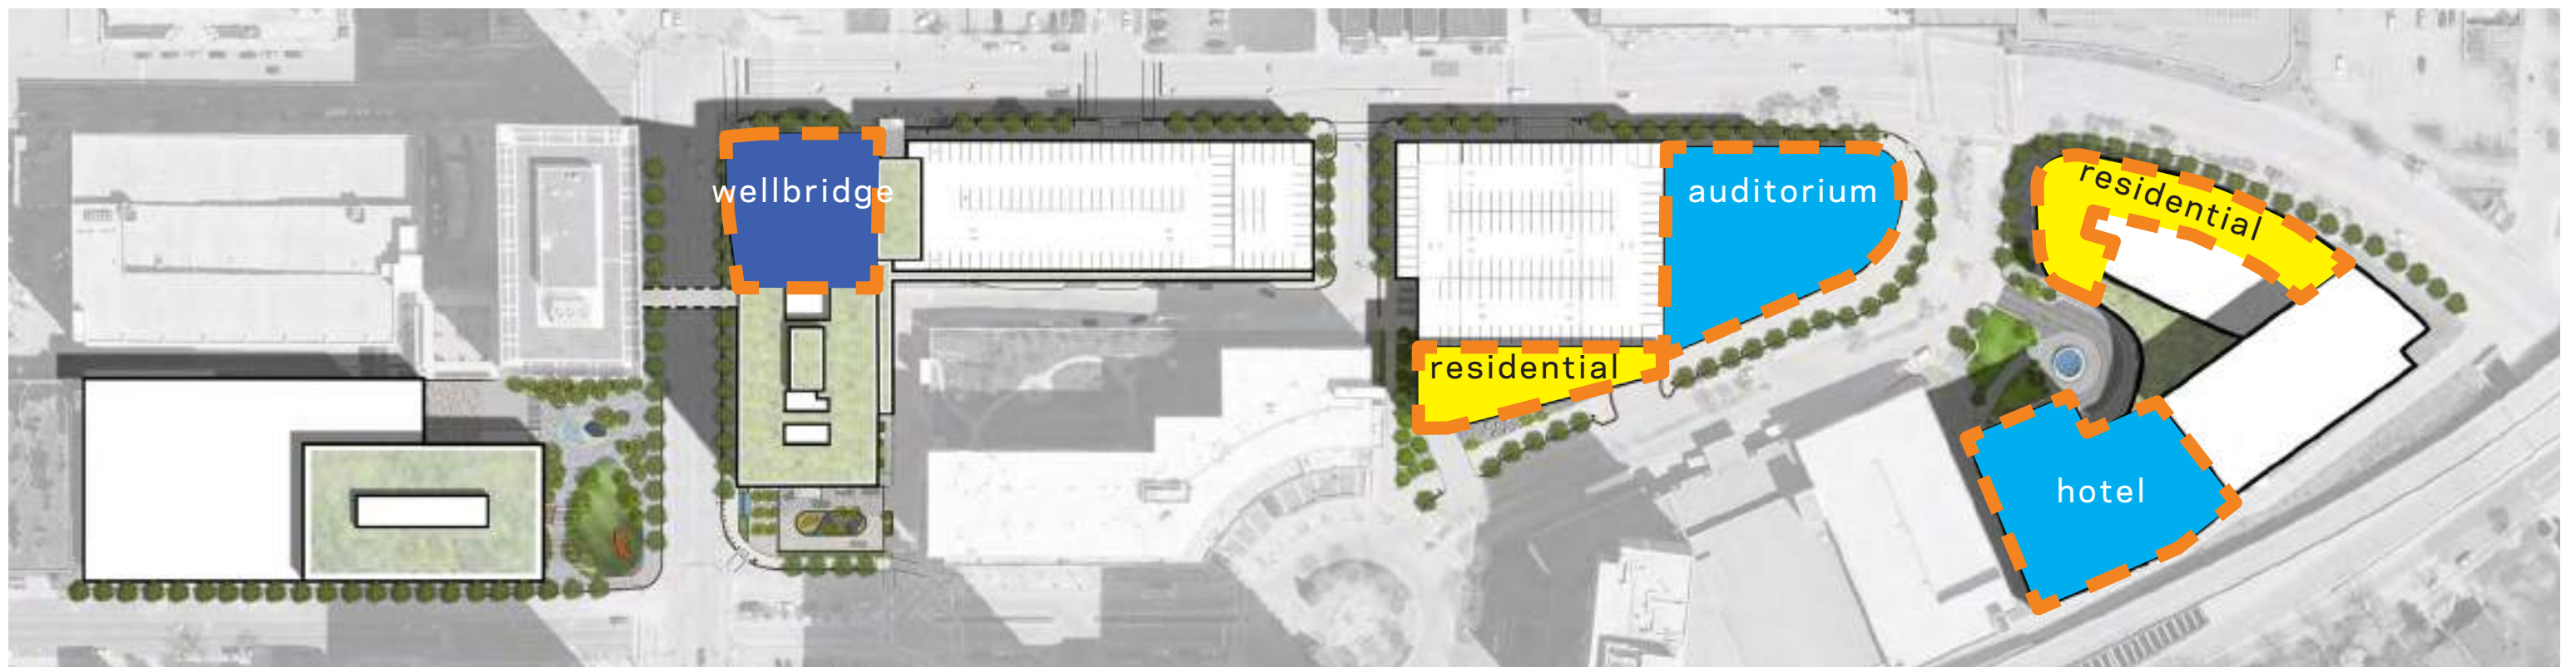 wellbridge
auditorium
residential
residential
hotel